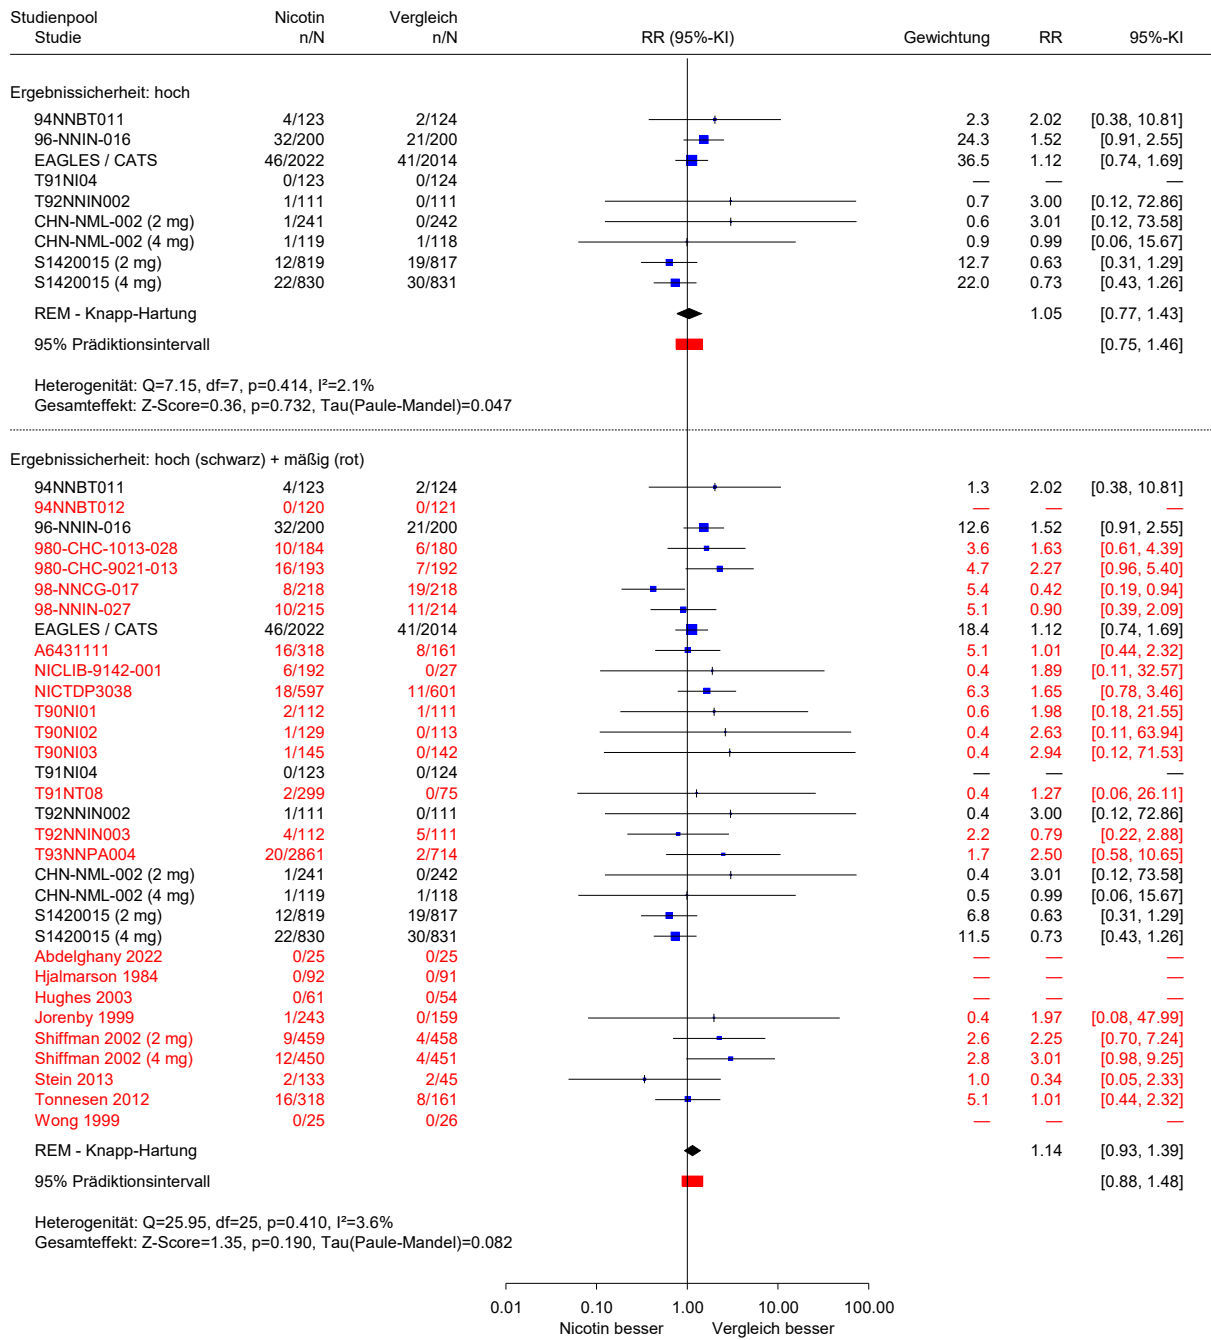 Studienpool Nicotin Vergleich
Studie n/N n/N RR (95%-KI) Gewichtung RR 95%-KI
Ergebnissicherheit: hoch
94NNBT011 4/123 2/124 2.3 2.02 [0.38, 10.81]
96-NNIN-016 32/200 21/200 24.3 1.52 [0.91, 2.55]
EAGLES / CATS 46/2022 41/2014 36.5 1.12 [0.74, 1.69]
T91NI04 0/123 0/124 — — —
T92NNIN002 1/111 0/111 0.7 3.00 [0.12, 72.86]
CHN-NML-002 (2 mg) 1/241 0/242 0.6 3.01 [0.12, 73.58]
CHN-NML-002 (4 mg) 1/119 1/118 0.9 0.99 [0.06, 15.67]
S1420015 (2 mg) 12/819 19/817 12.7 0.63 [0.31, 1.29]
S1420015 (4 mg) 22/830 30/831 22.0 0.73 [0.43, 1.26]
REM - Knapp-Hartung 1.05 [0.77, 1.43]
95% Prädiktionsintervall [0.75, 1.46]
Heterogenität: Q=7.15, df=7, p=0.414, I²=2.1%
Gesamteffekt: Z-Score=0.36, p=0.732, Tau(Paule-Mandel)=0.047
Ergebnissicherheit: hoch (schwarz) + mäßig (rot)
94NNBT011 4/123 2/124 1.3 2.02 [0.38, 10.81]
94NNBT012 0/120 0/121 — — —
96-NNIN-016 32/200 21/200 12.6 1.52 [0.91, 2.55]
980-CHC-1013-028 10/184 6/180 3.6 1.63 [0.61, 4.39]
980-CHC-9021-013 16/193 7/192 4.7 2.27 [0.96, 5.40]
98-NNCG-017 8/218 19/218 5.4 0.42 [0.19, 0.94]
98-NNIN-027 10/215 11/214 5.1 0.90 [0.39, 2.09]
EAGLES / CATS 46/2022 41/2014 18.4 1.12 [0.74, 1.69]
A6431111 16/318 8/161 5.1 1.01 [0.44, 2.32]
NICLIB-9142-001 6/192 0/27 0.4 1.89 [0.11, 32.57]
NICTDP3038 18/597 11/601 6.3 1.65 [0.78, 3.46]
T90NI01 2/112 1/111 0.6 1.98 [0.18, 21.55]
T90NI02 1/129 0/113 0.4 2.63 [0.11, 63.94]
T90NI03 1/145 0/142 0.4 2.94 [0.12, 71.53]
T91NI04 0/123 0/124 — — —
T91NT08 2/299 0/75 0.4 1.27 [0.06, 26.11]
T92NNIN002 1/111 0/111 0.4 3.00 [0.12, 72.86]
T92NNIN003 4/112 5/111 2.2 0.79 [0.22, 2.88]
T93NNPA004 20/2861 2/714 1.7 2.50 [0.58, 10.65]
CHN-NML-002 (2 mg) 1/241 0/242 0.4 3.01 [0.12, 73.58]
CHN-NML-002 (4 mg) 1/119 1/118 0.5 0.99 [0.06, 15.67]
S1420015 (2 mg) 12/819 19/817 6.8 0.63 [0.31, 1.29]
S1420015 (4 mg) 22/830 30/831 11.5 0.73 [0.43, 1.26]
Abdelghany 2022 0/25 0/25 — — —
Hjalmarson 1984 0/92 0/91 — — —
Hughes 2003 0/61 0/54 — — —
Jorenby 1999 1/243 0/159 0.4 1.97 [0.08, 47.99]
Shiffman 2002 (2 mg) 9/459 4/458 2.6 2.25 [0.70, 7.24]
Shiffman 2002 (4 mg) 12/450 4/451 2.8 3.01 [0.98, 9.25]
Stein 2013 2/133 2/45 1.0 0.34 [0.05, 2.33]
Tonnesen 2012 16/318 8/161 5.1 1.01 [0.44, 2.32]
Wong 1999 0/25 0/26 — — —
REM - Knapp-Hartung 1.14 [0.93, 1.39]
95% Prädiktionsintervall [0.88, 1.48]
Heterogenität: Q=25.95, df=25, p=0.410, I²=3.6%
Gesamteffekt: Z-Score=1.35, p=0.190, Tau(Paule-Mandel)=0.082
0.01 0.10 1.00 10.00 100.00
Nicotin besser Vergleich besser